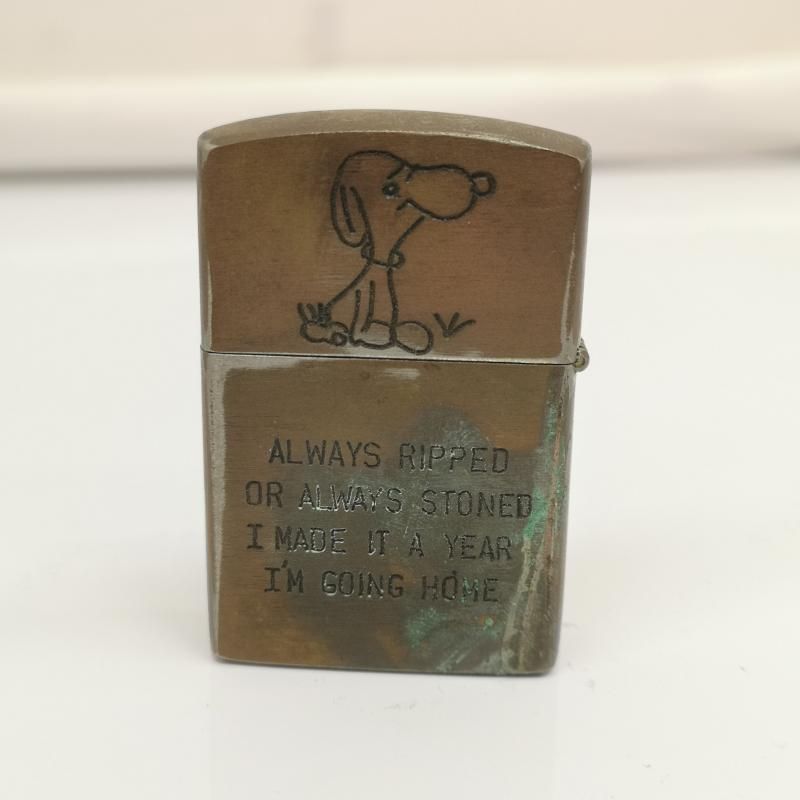 ALWAYS RIPPED
OR ALWAYS STONED
I MADE IT A YEAR
I'M GOING HOME